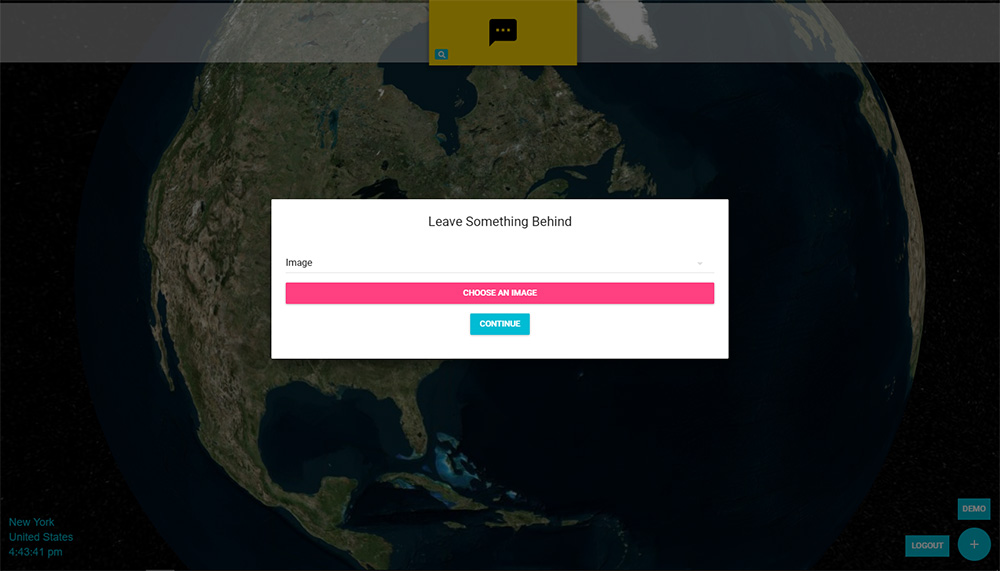 Leave Something Behind
Image
CHOOSE AN IMAGE
CONTINUE
New York
United States
4:43:41 pm
DEMO
LOGOUT
+